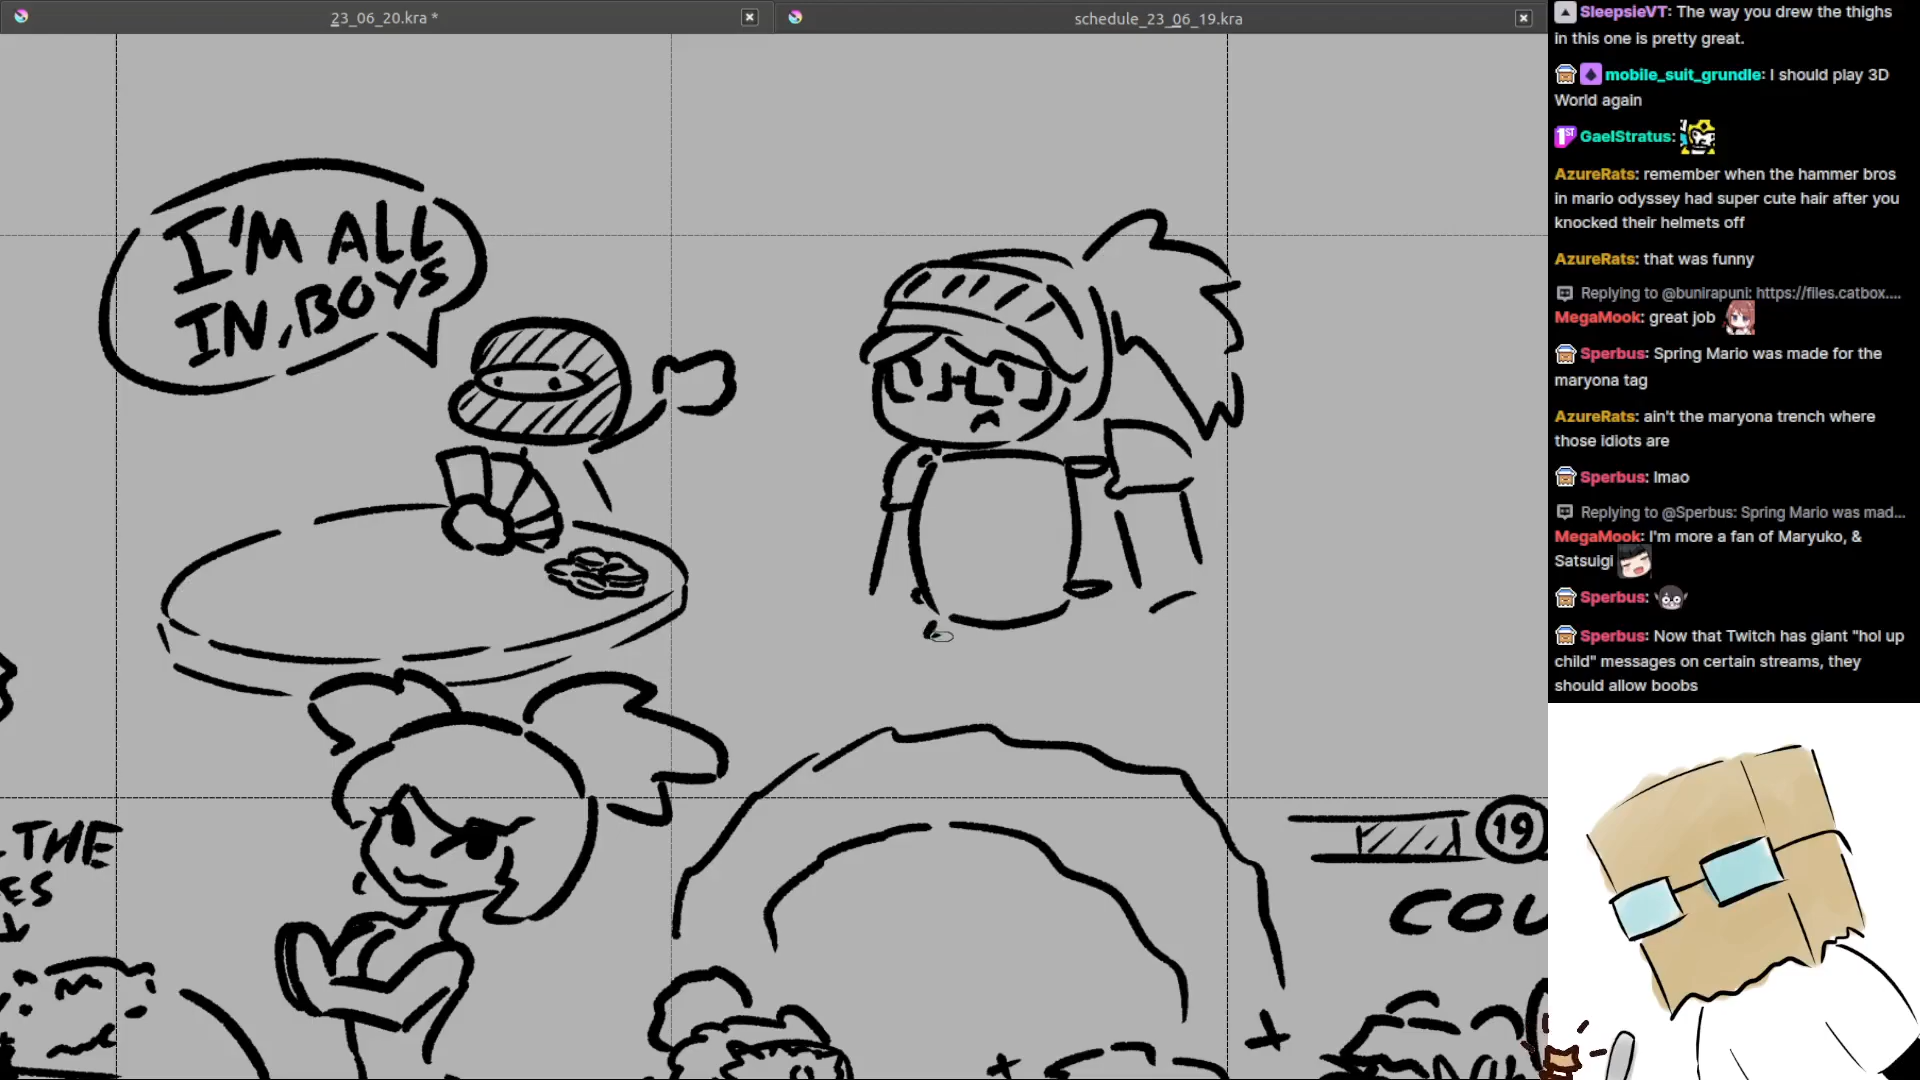 23_06_20.kra *
schedule_23_06_19.kra
I'M ALL
IN, BOYS
THE
ES
19
COU
SleepsieVT: The way you drew the thighs
in this one is pretty great.
mobile_suit_grundle: I should play 3D
World again
1ST GaelStratus:
AzureRats: remember when the hammer bros
in mario odyssey had super cute hair after you
knocked their helmets off
AzureRats: that was funny
Replying to @bunirapuni: https://files.catbox....
MegaMook: great job
Sperbus: Spring Mario was made for the
maryona tag
AzureRats: ain't the maryona trench where
those idiots are
Sperbus: lmao
Replying to @Sperbus: Spring Mario was mad...
MegaMook: I'm more a fan of Maryuko, &
Satsuigi
Sperbus:
Sperbus: Now that Twitch has giant "hol up
child" messages on certain streams, they
should allow boobs